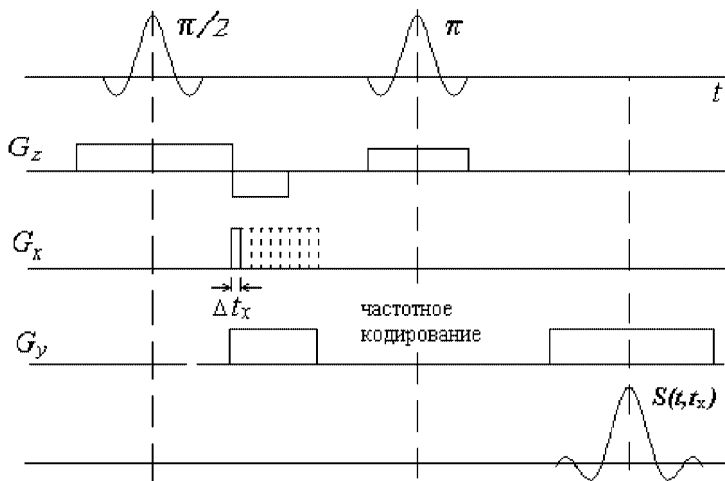 π/2
π
t
G_z
G_x
Δt_x
частотное
кодирование
G_y
S(t,t_x)